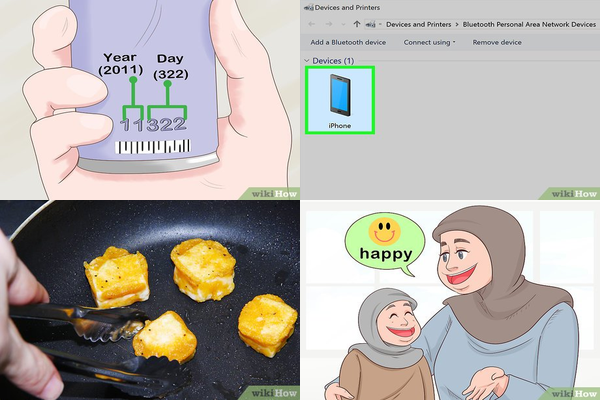 Year
(2011)
Day
(322)
11322
wikiHow
Devices and Printers
Devices and Printers > Bluetooth Personal Area Network Devices
Add a Bluetooth device
Connect using
Remove device
Devices (1)
iPhone
wikiHow
wikiHow
happy
wikiHow